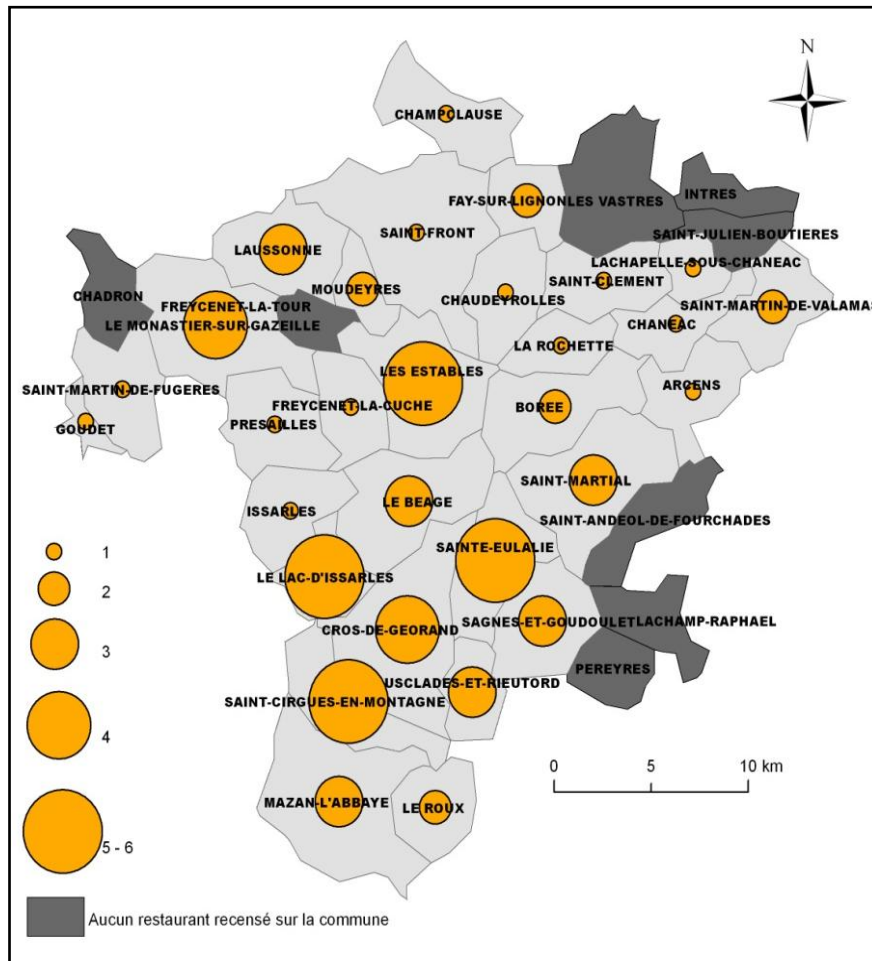 N
CHAMPCLAUSE
FAY-SUR-LIGNON
LES VASTRES
INTRES
SAINT-FRONT
SAINT-JULIEN-BOUTIERES
LAUSSONNE
LACHAPELLE-SOUS-CHANEAC
SAINT-CLEMENT
MOUDEYRES
CHADRON
CHAUDEYROLLES
FREYCENET-LA-TOUR
SAINT-MARTIN-DE-VALAMAS
LE MONASTIER-SUR-GAZEILLE
CHANEAC
LA ROCHETTE
LES ESTABLES
SAINT-MARTIN-DE-FUGERES
ARCENS
FREYCENET-LA-CUCHE
BOREE
GOUDET
PRESAILLES
SAINT-MARTIAL
LE BEAGE
ISSARLES
SAINT-ANDEOL-DE-FOURCHADES
SAINTE-EULALIE
LE LAC-D'ISSARLES
SAGNES-ET-GOUDOULET
LACHAMP-RAPHAEL
CROS-DE-GEORAND
PEREYRES
USCLADES-ET-RIEUTORD
SAINT-CIRGUES-EN-MONTAGNE
MAZAN-L'ABBAYE
LE ROUX
0 5 10 km
1
2
3
4
5 - 6
Aucun restaurant recensé sur la commune